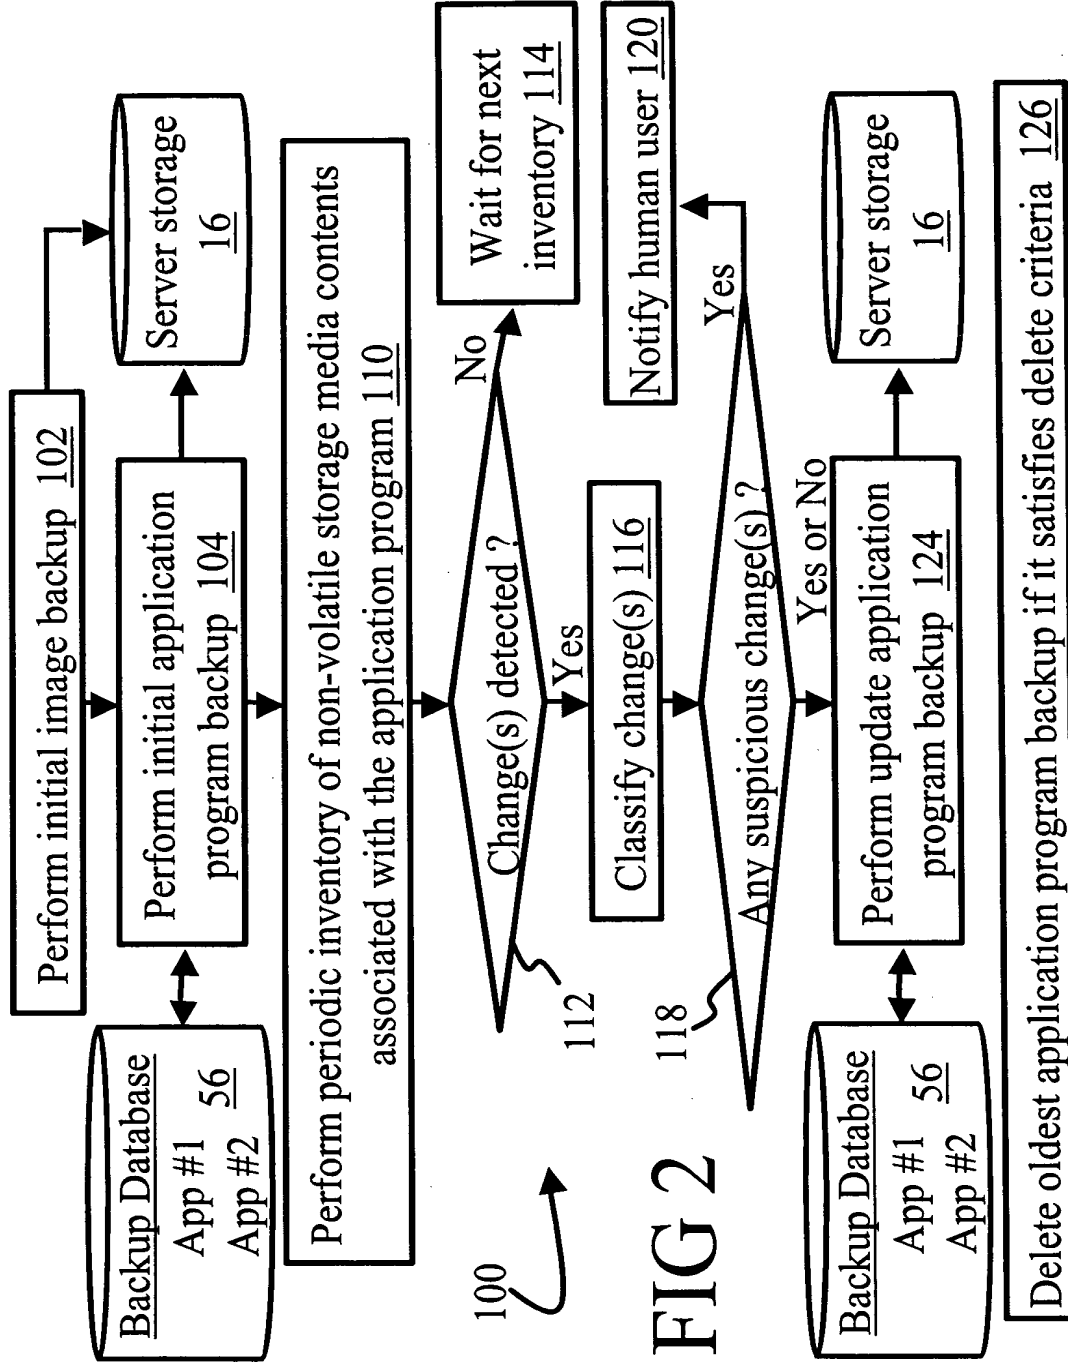 Perform initial image backup 102
Perform initial application
program backup 104
Server storage
16
Backup Database
App #1
56
App #2
Perform periodic inventory of non-volatile storage media contents
associated with the application program 110
Change(s) detected ?
112
No
Wait for next
inventory 114
Yes
Classify change(s) 116
100
Any suspicious change(s) ?
118
Yes
Notify human user 120
Yes or No
Perform update application
program backup 124
Server storage
16
Backup Database
App #1
56
App #2
Delete oldest application program backup if it satisfies delete criteria 126
FIG 2